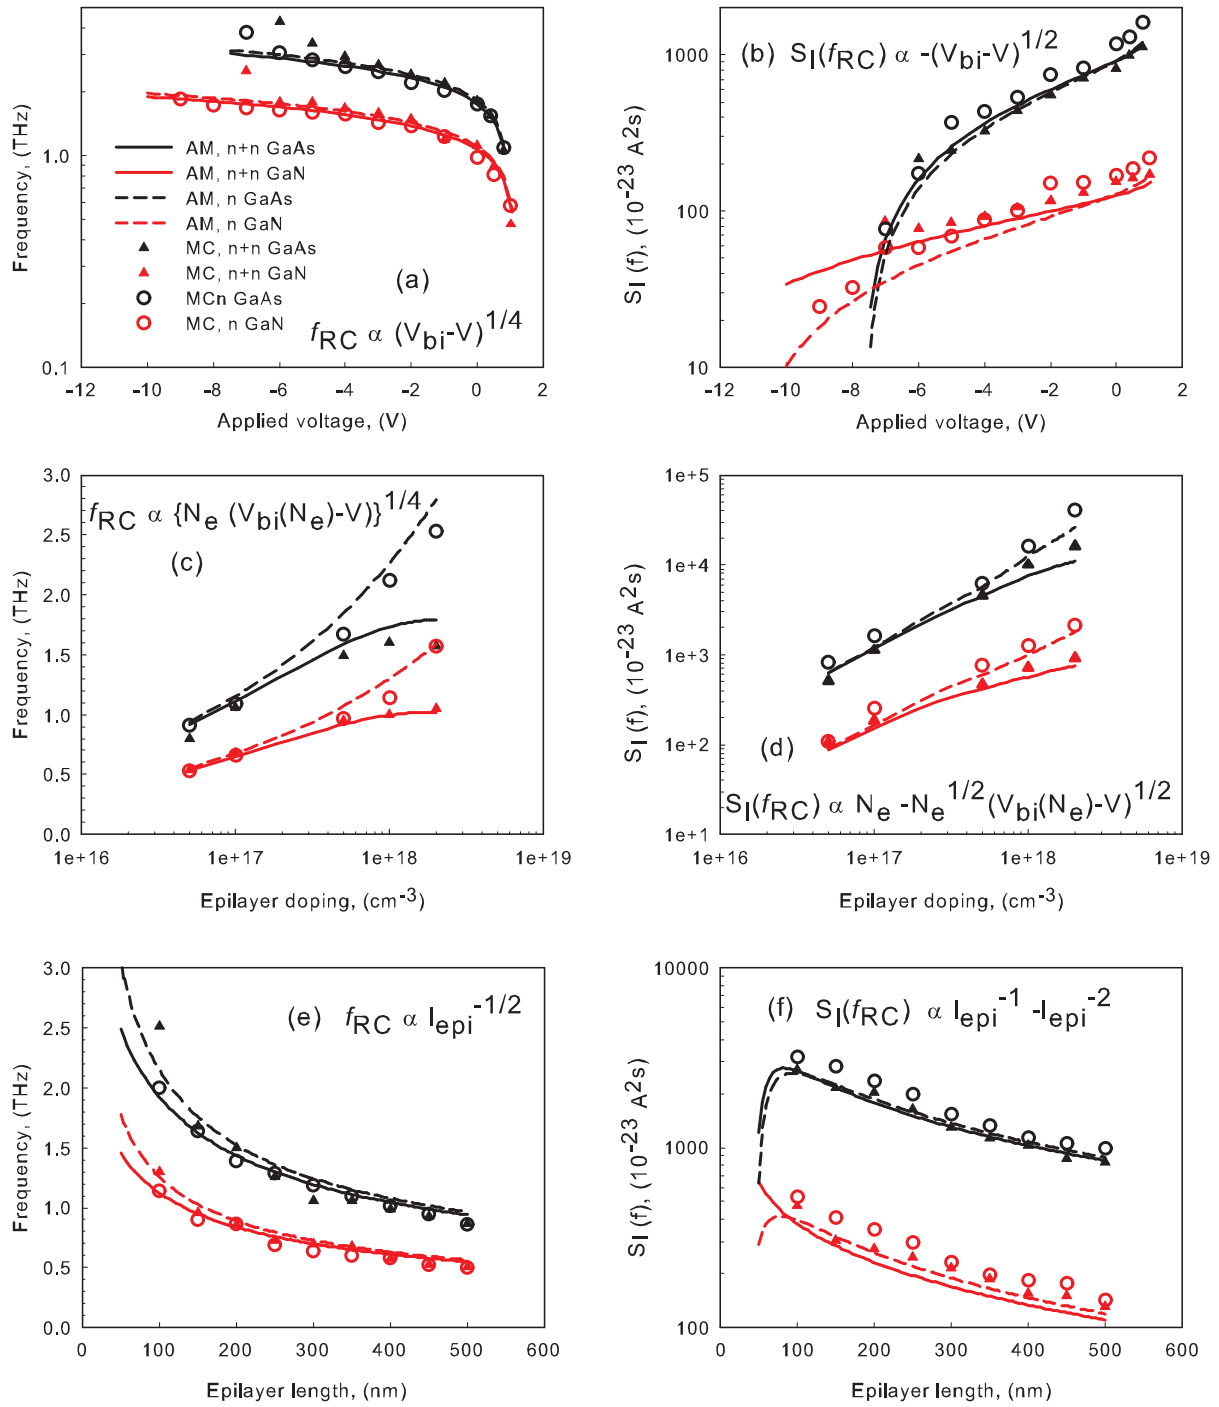 Frequency, (THz)
1.0
0.1
AM, n+n GaAs
AM, n+n GaN
AM, n GaAs
AM, n GaN
MC, n+n GaAs
MC, n+n GaN
MCn GaAs
MC, n GaN
(a)
fRC α (Vbi-V)^1/4
-12 -10 -8 -6 -4 -2 0 2
Applied voltage, (V)
(b) SI(fRC) α -(Vbi-V)^1/2
SI (f), (10^-23 A^2s)
1000
100
10
-12 -10 -8 -6 -4 -2 0 2
Applied voltage, (V)
Frequency, (THz)
3.0
2.5
2.0
1.5
1.0
0.5
0.0
fRC α {Ne (Vbi(Ne)-V)}^1/4
(c)
1e+16 1e+17 1e+18 1e+19
Epilayer doping, (cm^-3)
SI (f), (10^-23 A^2s)
1e+5
1e+4
1e+3
1e+2
1e+1
(d)
SI(fRC) α Ne -Ne^1/2(Vbi(Ne)-V)^1/2
1e+16 1e+17 1e+18 1e+19
Epilayer doping, (cm^-3)
Frequency, (THz)
3.0
2.5
2.0
1.5
1.0
0.5
0.0
(e) fRC α lepi^-1/2
0 100 200 300 400 500 600
Epilayer length, (nm)
SI (f), (10^-23 A^2s)
10000
1000
100
(f) SI(fRC) α lepi^-1 -lepi^-2
0 100 200 300 400 500 600
Epilayer length, (nm)